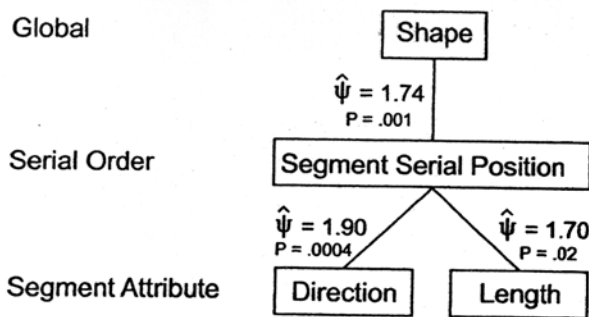 Global
Shape
ψ̂ = 1.74
P = .001
Serial Order
Segment Serial Position
ψ̂ = 1.90
P = .0004
ψ̂ = 1.70
P = .02
Segment Attribute
Direction
Length